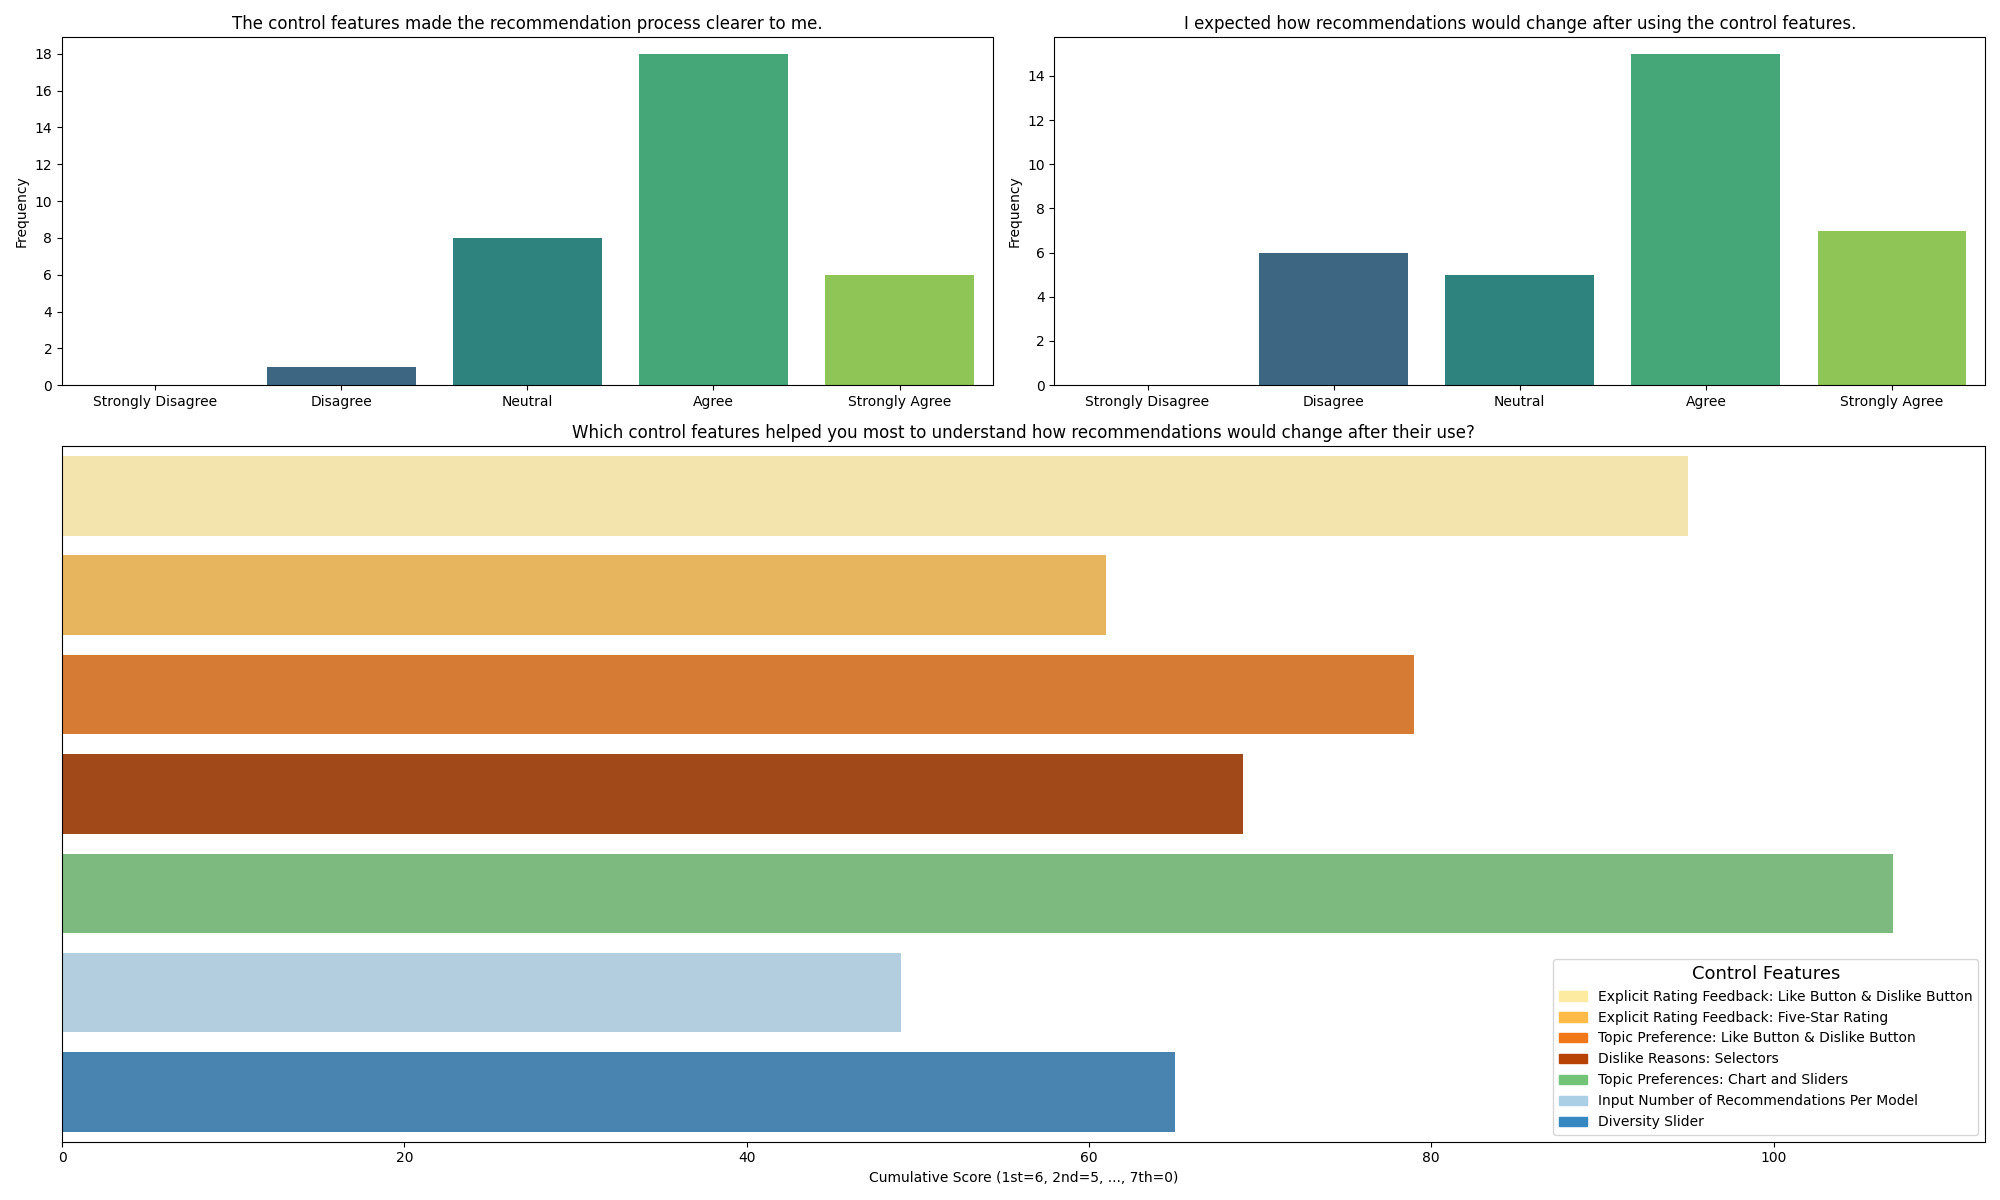 The control features made the recommendation process clearer to me.
Frequency
18
16
14
12
10
8
6
4
2
0
Strongly Disagree
Disagree
Neutral
Agree
Strongly Agree
I expected how recommendations would change after using the control features.
Frequency
14
12
10
8
6
4
2
0
Strongly Disagree
Disagree
Neutral
Agree
Strongly Agree
Which control features helped you most to understand how recommendations would change after their use?
Control Features
Explicit Rating Feedback: Like Button & Dislike Button
Explicit Rating Feedback: Five-Star Rating
Topic Preference: Like Button & Dislike Button
Dislike Reasons: Selectors
Topic Preferences: Chart and Sliders
Input Number of Recommendations Per Model
Diversity Slider
0
20
40
60
80
100
Cumulative Score (1st=6, 2nd=5, ..., 7th=0)